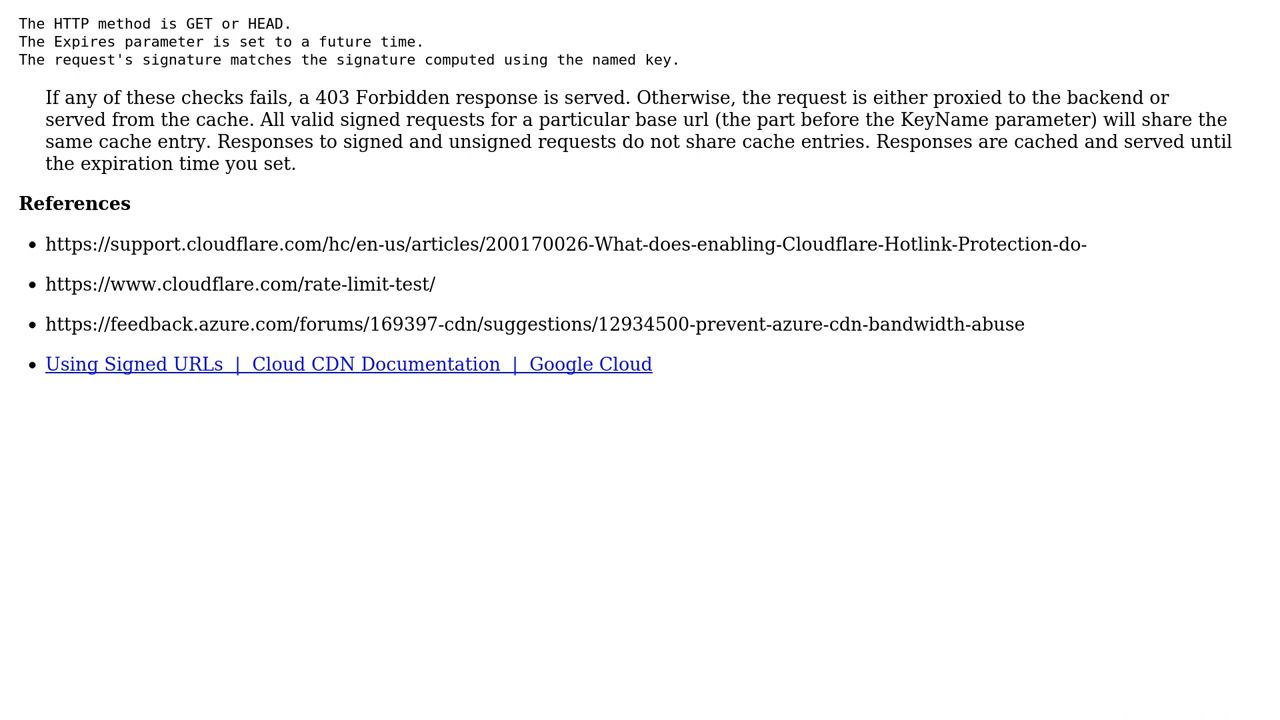 The HTTP method is GET or HEAD.
The Expires parameter is set to a future time.
The request's signature matches the signature computed using the named key.
If any of these checks fails, a 403 Forbidden response is served. Otherwise, the request is either proxied to the backend or
served from the cache. All valid signed requests for a particular base url (the part before the KeyName parameter) will share the
same cache entry. Responses to signed and unsigned requests do not share cache entries. Responses are cached and served until
the expiration time you set.
References
• https://support.cloudflare.com/hc/en-us/articles/200170026-What-does-enabling-Cloudflare-Hotlink-Protection-do-
• https://www.cloudflare.com/rate-limit-test/
• https://feedback.azure.com/forums/169397-cdn/suggestions/12934500-prevent-azure-cdn-bandwidth-abuse
• Using Signed URLs | Cloud CDN Documentation | Google Cloud